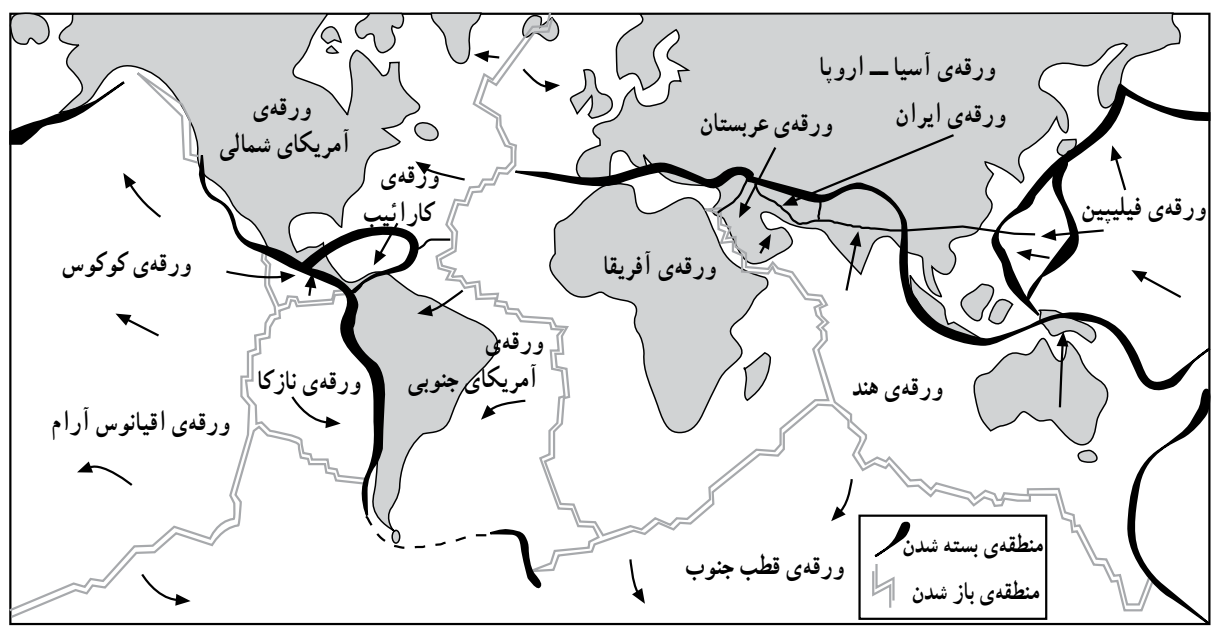 ورقه‌ی آسیا ــ اروپا
ورقه‌ی ایران
ورقه‌ی عربستان
ورقه‌ی
آمریکای شمالی
ورقه‌ی
کارائیب
ورقه‌ی فیلیپین
ورقه‌ی آفریقا
ورقه‌ی کوکوس
ورقه‌ی
آمریکای جنوبی
ورقه‌ی نازکا
ورقه‌ی هند
ورقه‌ی اقیانوس آرام
ورقه‌ی قطب جنوب
منطقه‌ی بسته شدن
منطقه‌ی باز شدن